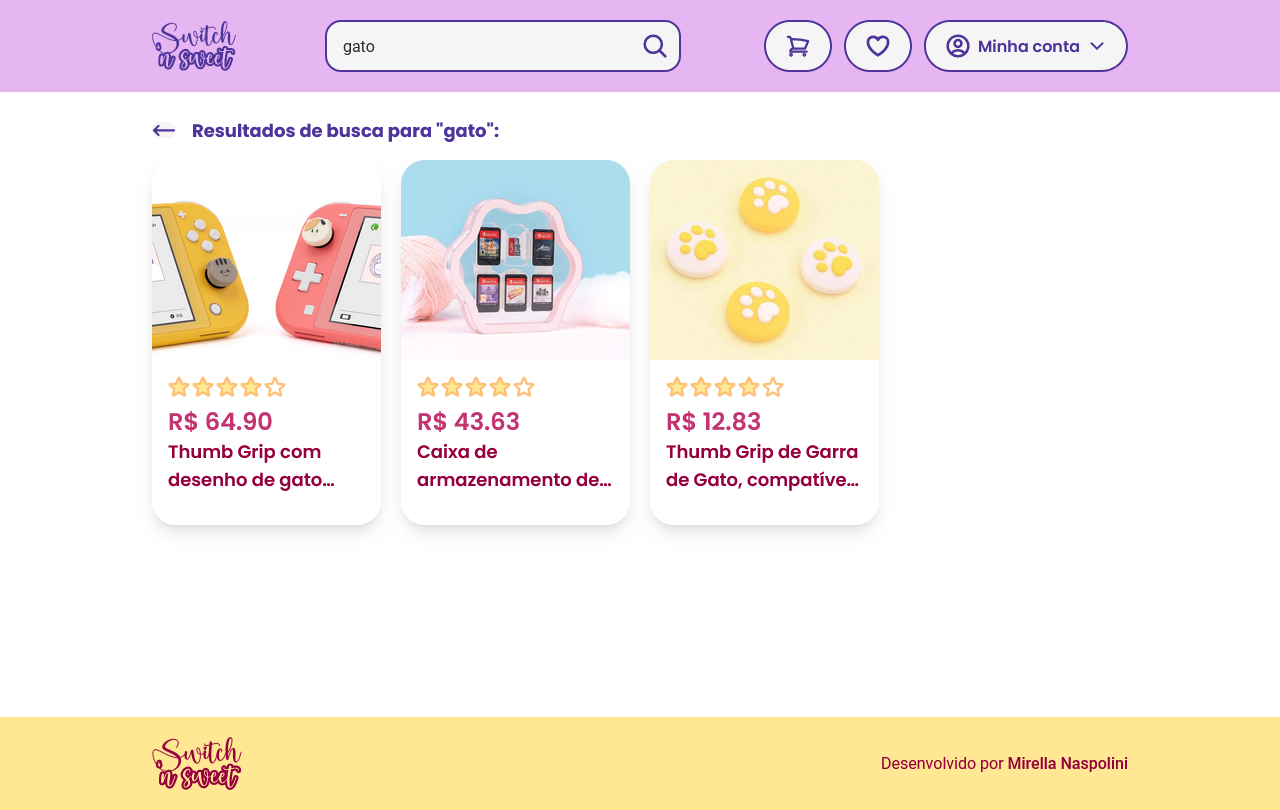 Switch
n sweet
gato
Minha conta
Resultados de busca para "gato":
R$ 64.90
Thumb Grip com
desenho de gato...
R$ 43.63
Caixa de
armazenamento de...
R$ 12.83
Thumb Grip de Garra
de Gato, compatíve...
Switch
n sweet
Desenvolvido por Mirella Naspolini